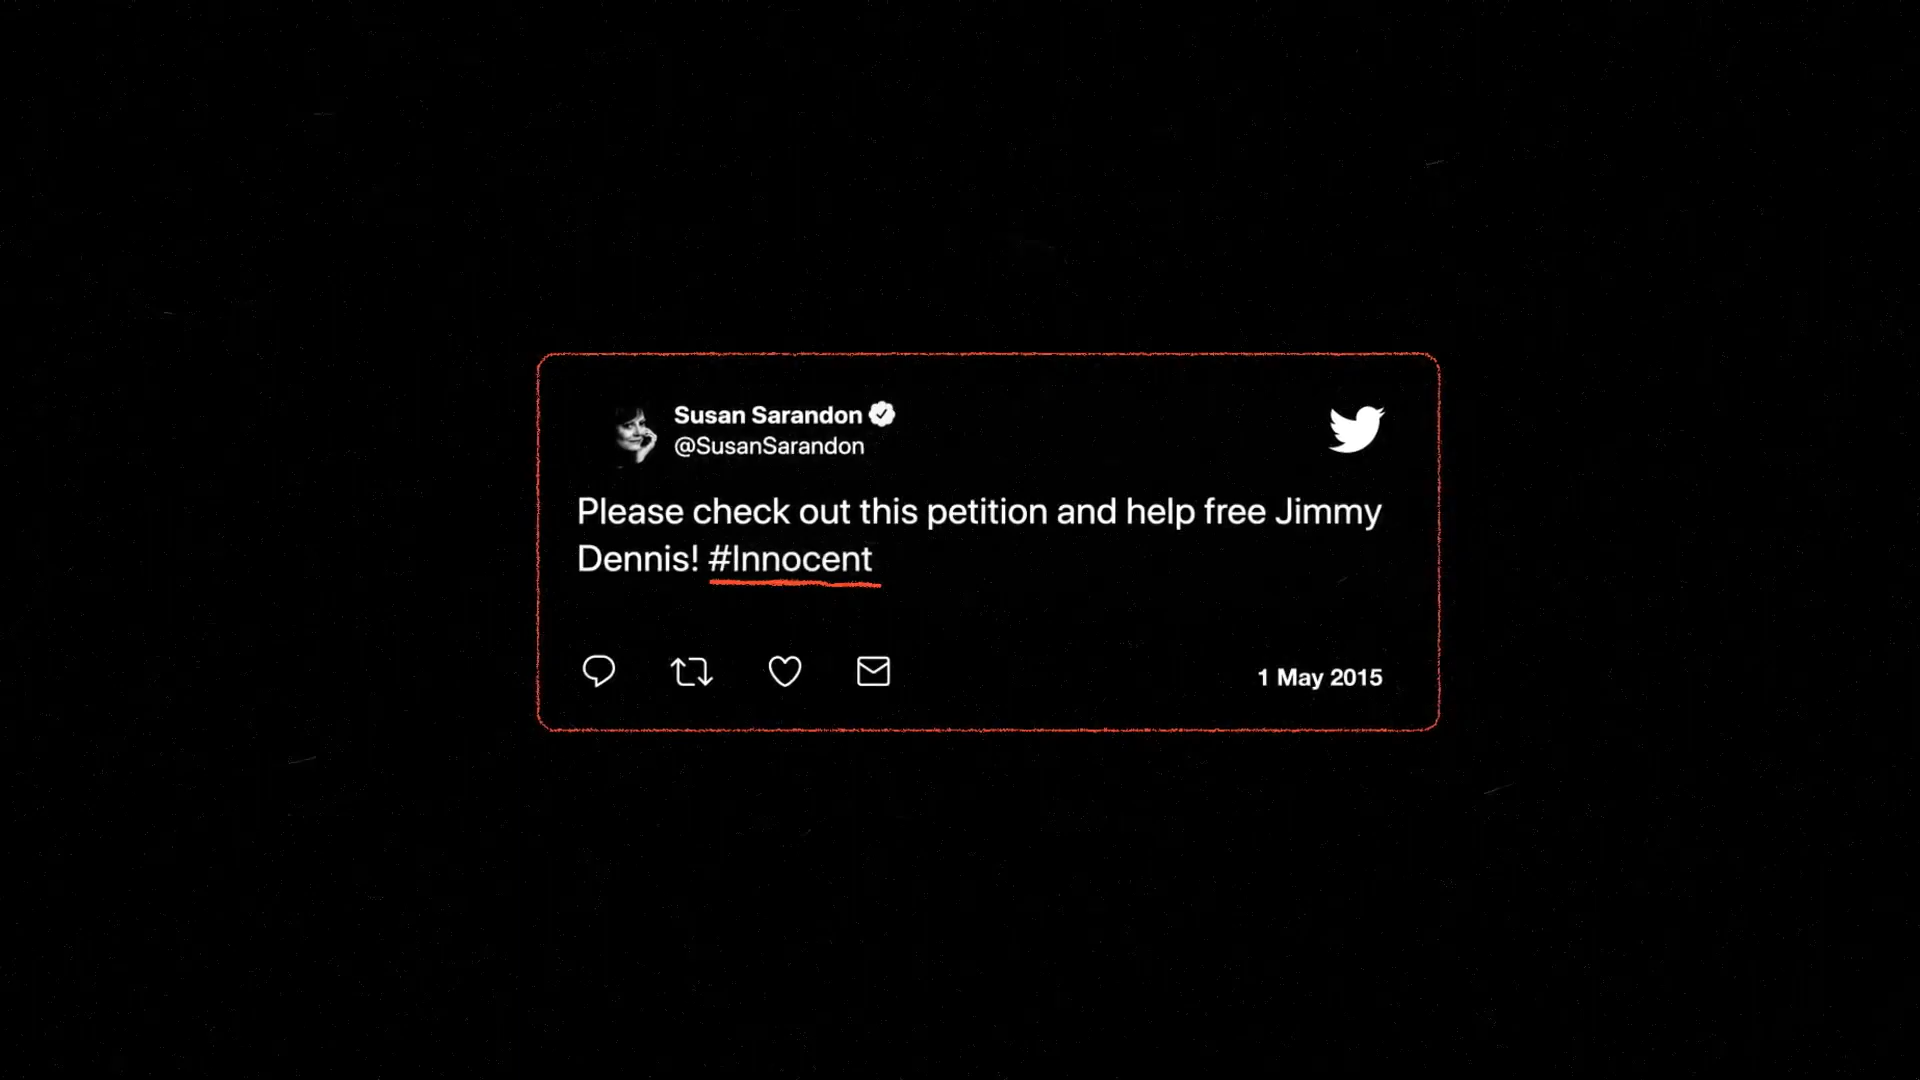 Susan Sarandon
@SusanSarandon
Please check out this petition and help free Jimmy
Dennis! #Innocent
1 May 2015